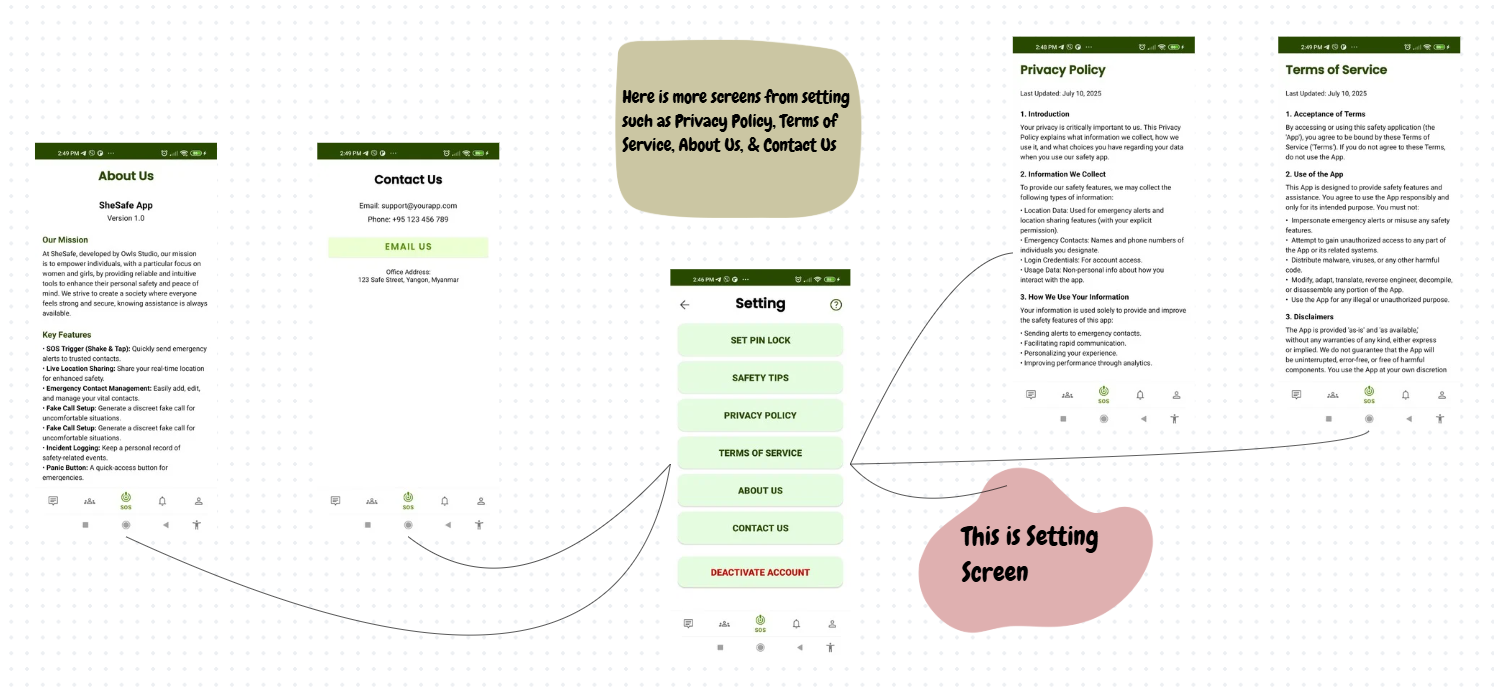 2:49 PM
About Us
SheSafe App
Version 1.0
Our Mission
At SheSafe, developed by Owls Studio, our mission
is to empower individuals, with a particular focus on
women and girls, by providing reliable and intuitive
tools to enhance their personal safety and peace of
mind. We strive to create a society where everyone
feels strong and secure, knowing assistance is always
available.
Key Features
• SOS Trigger (Shake & Tap): Quickly send emergency
alerts to trusted contacts.
• Live Location Sharing: Share your real-time location
for enhanced safety.
• Emergency Contact Management: Easily add, edit,
and manage your vital contacts.
• Fake Call Setup: Generate a discreet fake call for
uncomfortable situations.
• Fake Call Setup: Generate a discreet fake call for
uncomfortable situations.
• Incident Logging: Keep a personal record of
safety-related events.
• Panic Button: A quick-access button for
emergencies.
SOS
2:49 PM
Contact Us
Email: support@yourapp.com
Phone: +95 123 456 789
EMAIL US
Office Address:
123 Safe Street, Yangon, Myanmar
SOS
Here is more screens from setting
such as Privacy Policy, Terms of
Service, About Us, & Contact Us
2:46 PM
Setting
SET PIN LOCK
SAFETY TIPS
PRIVACY POLICY
TERMS OF SERVICE
ABOUT US
CONTACT US
DEACTIVATE ACCOUNT
SOS
2:48 PM
Privacy Policy
Last Updated: July 10, 2025
1. Introduction
Your privacy is critically important to us. This Privacy
Policy explains what information we collect, how we
use it, and what choices you have regarding your data
when you use our safety app.
2. Information We Collect
To provide our safety features, we may collect the
following types of information:
• Location Data: Used for emergency alerts and
location sharing features (with your explicit
permission).
• Emergency Contacts: Names and phone numbers of
individuals you designate.
• Login Credentials: For account access.
• Usage Data: Non-personal info about how you
interact with the app.
3. How We Use Your Information
Your information is used solely to provide and improve
the safety features of this app:
• Sending alerts to emergency contacts.
• Facilitating rapid communication.
• Personalizing your experience.
• Improving performance through analytics.
SOS
2:49 PM
Terms of Service
Last Updated: July 10, 2025
1. Acceptance of Terms
By accessing or using this safety application (the
'App'), you agree to be bound by these Terms of
Service ('Terms'). If you do not agree to these Terms,
do not use the App.
2. Use of the App
This App is designed to provide safety features and
assistance. You agree to use the App responsibly and
only for its intended purpose. You must not:
• Impersonate emergency alerts or misuse any safety
features.
• Attempt to gain unauthorized access to any part of
the App or its related systems.
• Distribute malware, viruses, or any other harmful
code.
• Modify, adapt, translate, reverse engineer, decompile,
or disassemble any portion of the App.
• Use the App for any illegal or unauthorized purpose.
3. Disclaimers
The App is provided 'as-is' and 'as available,'
without any warranties of any kind, either express
or implied. We do not guarantee that the App will
be uninterrupted, error-free, or free of harmful
components. You use the App at your own discretion
SOS
This is Setting
Screen